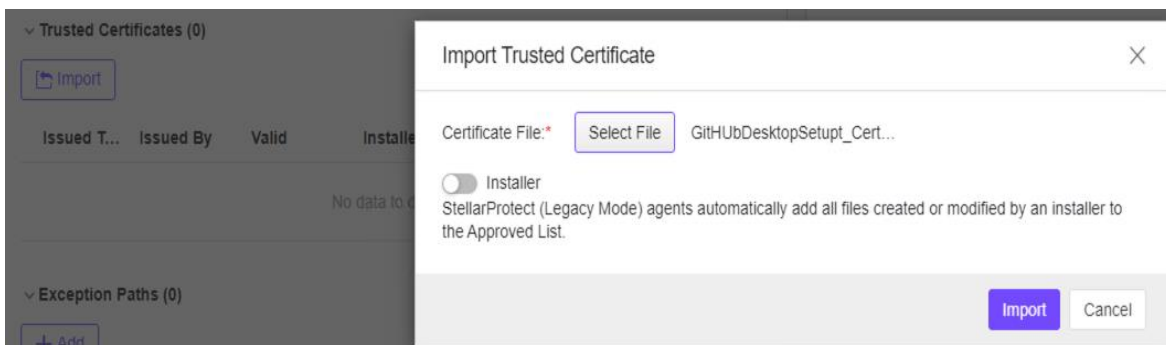 Trusted Certificates (0)
Import
Issued T... Issued By Valid Installe
No data to
Exception Paths (0)
+ Add
Import Trusted Certificate
Certificate File:* Select File GitHUbDesktopSetupt_Cert...
Installer
StellarProtect (Legacy Mode) agents automatically add all files created or modified by an installer to
the Approved List.
Import Cancel